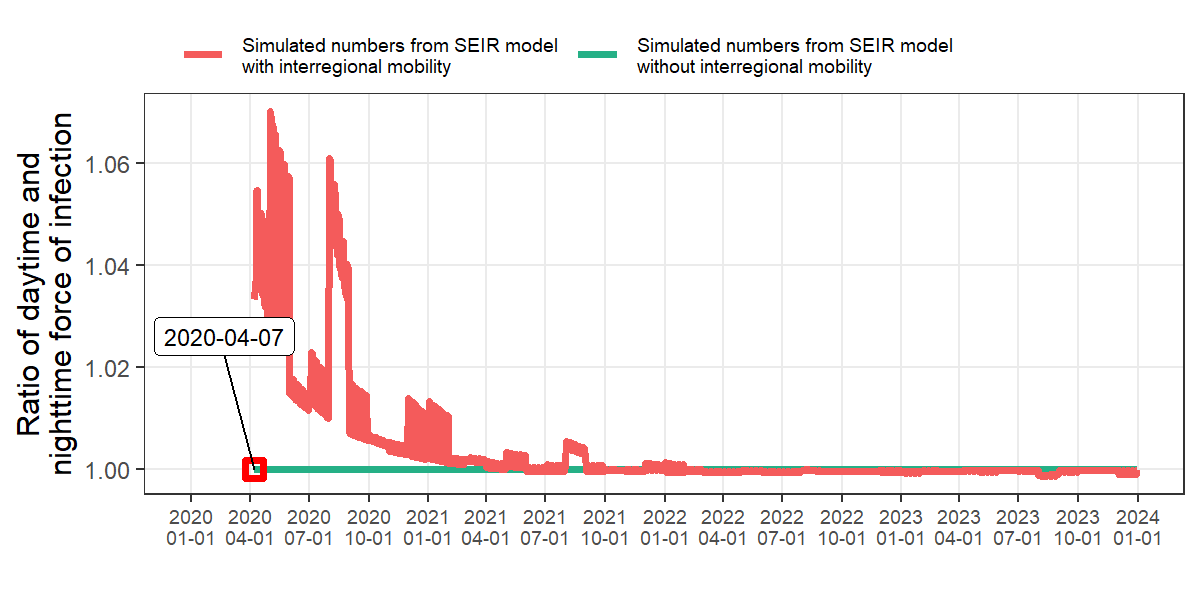 Simulated numbers from SEIR model
with interregional mobility
Simulated numbers from SEIR model
without interregional mobility
Ratio of daytime and
nighttime force of infection
1.06
1.04
1.02
1.00
2020-04-07
2020 2020 2020 2020 2021 2021 2021 2021 2022 2022 2022 2022 2023 2023 2023 2023 2024
01-01 04-01 07-01 10-01 01-01 04-01 07-01 10-01 01-01 04-01 07-01 10-01 01-01 04-01 07-01 10-01 01-01